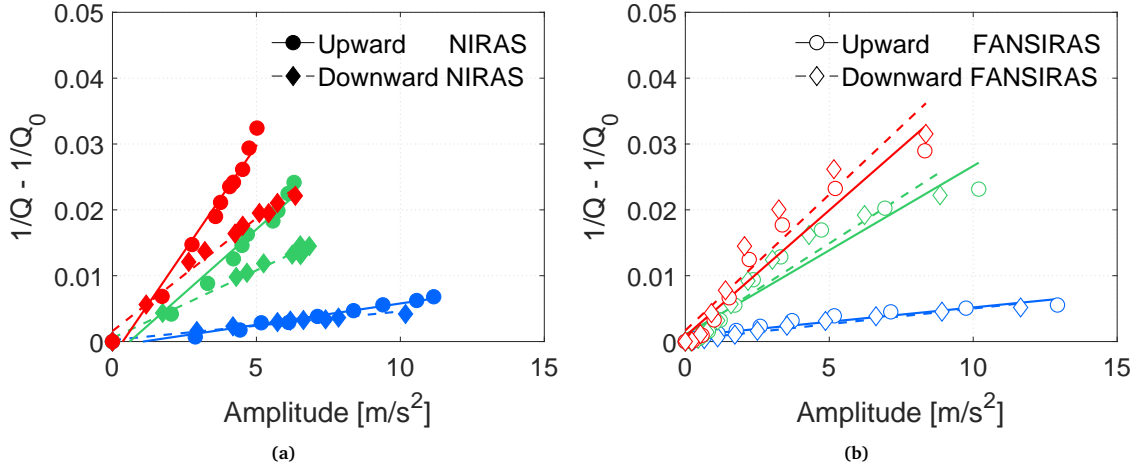 0.05
0.04
0.03
0.02
0.01
0
0 5 10 15
1/Q - 1/Q₀
Amplitude [m/s²]
Upward NIRAS
Downward NIRAS
(a)
0.05
0.04
0.03
0.02
0.01
0
0 5 10 15
1/Q - 1/Q₀
Amplitude [m/s²]
Upward FANSIRAS
Downward FANSIRAS
(b)